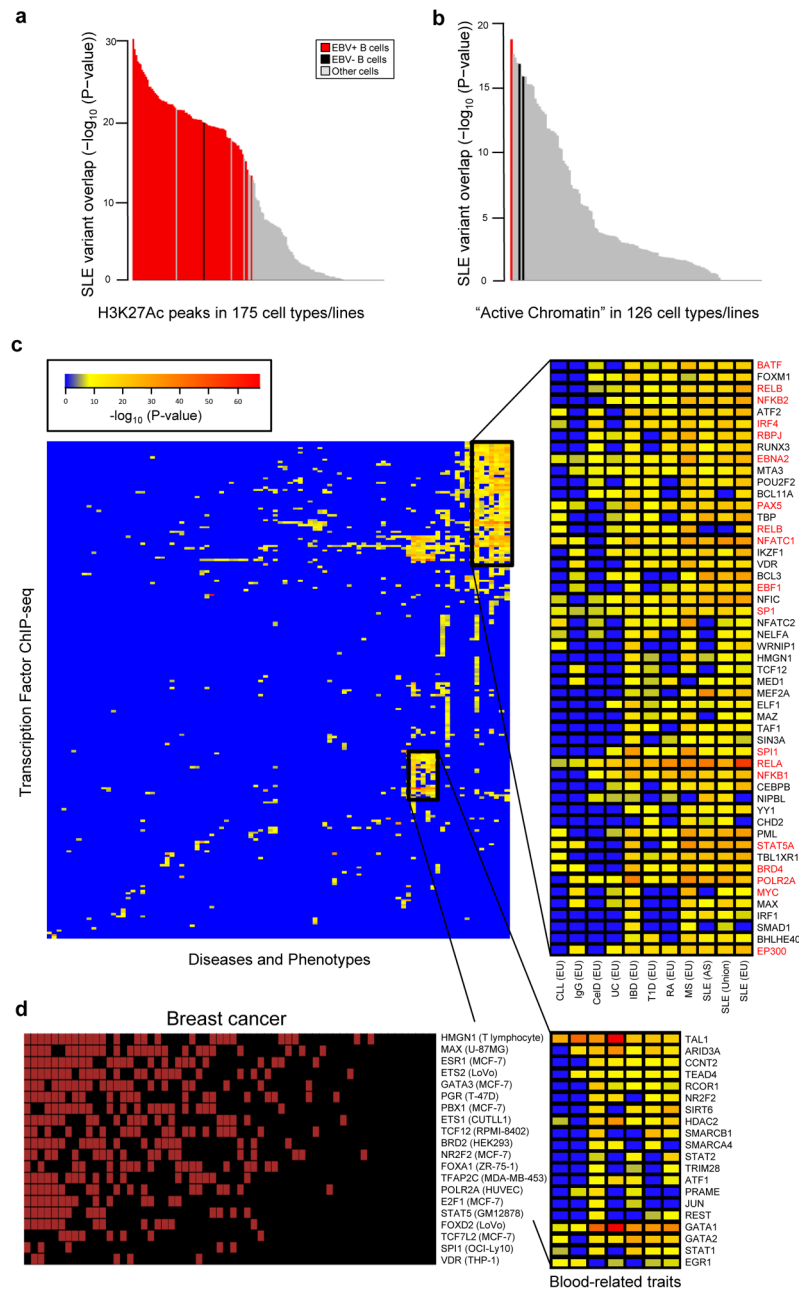 a
SLE variant overlap (−log10 (P-value))
30
20
10
0
EBV+ B cells
EBV- B cells
Other cells
H3K27Ac peaks in 175 cell types/lines
b
SLE variant overlap (−log10 (P-value))
20
15
10
5
0
“Active Chromatin” in 126 cell types/lines
c
0 10 20 30 40 50 60
-log10 (P-value)
Transcription Factor ChIP-seq
Diseases and Phenotypes
BATF
FOXM1
RELB
NFKB2
ATF2
IRF4
RBPJ
RUNX3
EBNA2
MTA3
POU2F2
BCL11A
PAX5
TBP
RELB
NFATC1
IKZF1
VDR
BCL3
EBF1
NFIC
SP1
NFATC2
NELFA
WRNIP1
HMGN1
TCF12
MED1
MEF2A
ELF1
MAZ
TAF1
SIN3A
SPI1
RELA
NFKB1
CEBPB
NIPBL
YY1
CHD2
PML
STAT5A
TBL1XR1
BRD4
POLR2A
MYC
MAX
IRF1
SMAD1
BHLHE40
EP300
CLL (EU)
IgG (EU)
CelD (EU)
UC (EU)
IBD (EU)
T1D (EU)
RA (EU)
MS (EU)
SLE (AS)
SLE (Union)
SLE (EU)
d
Breast cancer
HMGN1 (T lymphocyte)
MAX (U-87MG)
ESR1 (MCF-7)
ETS2 (LoVo)
GATA3 (MCF-7)
PGR (T-47D)
PBX1 (MCF-7)
ETS1 (CUTLL1)
TCF12 (RPMI-8402)
BRD2 (HEK293)
NR2F2 (MCF-7)
FOXA1 (ZR-75-1)
TFAP2C (MDA-MB-453)
POLR2A (HUVEC)
E2F1 (MCF-7)
STAT5 (GM12878)
FOXD2 (LoVo)
TCF7L2 (MCF-7)
SPI1 (OCI-Ly10)
VDR (THP-1)
TAL1
ARID3A
CCNT2
TEAD4
RCOR1
NR2F2
SIRT6
HDAC2
SMARCB1
SMARCA4
STAT2
TRIM28
ATF1
PRAME
JUN
REST
GATA1
GATA2
STAT1
EGR1
Blood-related traits